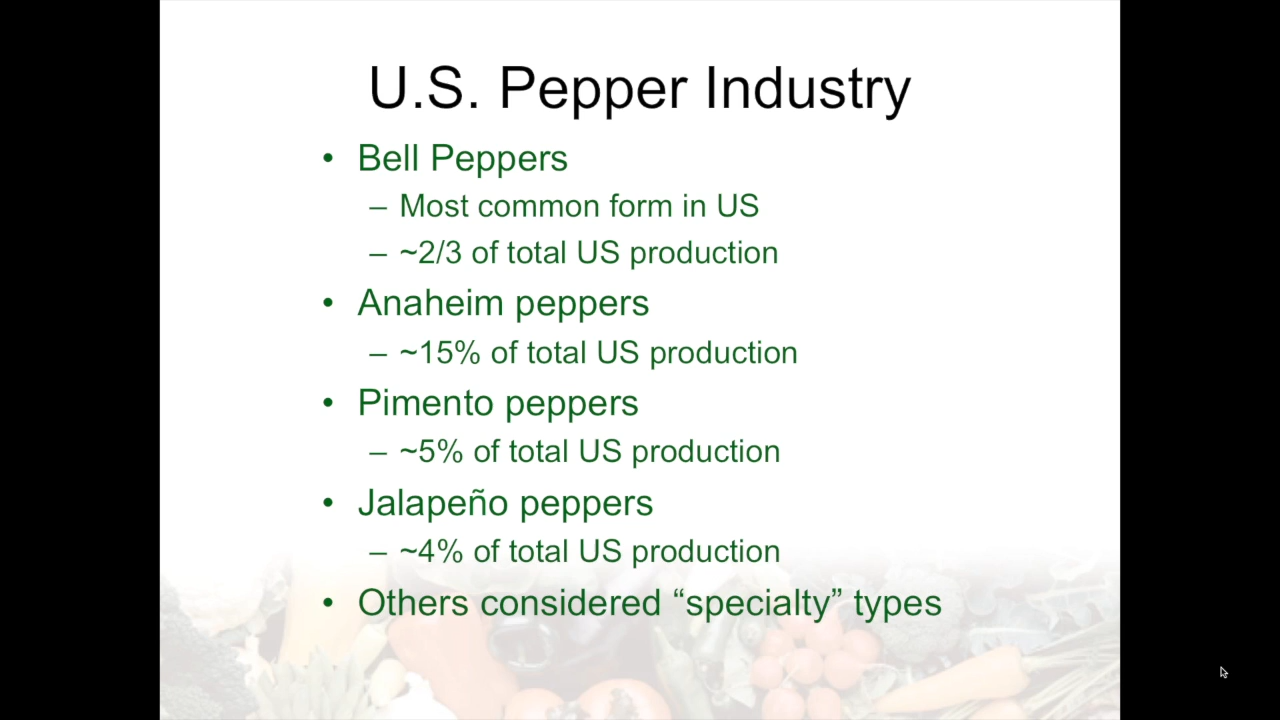 U.S. Pepper Industry
• Bell Peppers
– Most common form in US
– ~2/3 of total US production
• Anaheim peppers
– ~15% of total US production
• Pimento peppers
– ~5% of total US production
• Jalapeño peppers
– ~4% of total US production
• Others considered “specialty” types